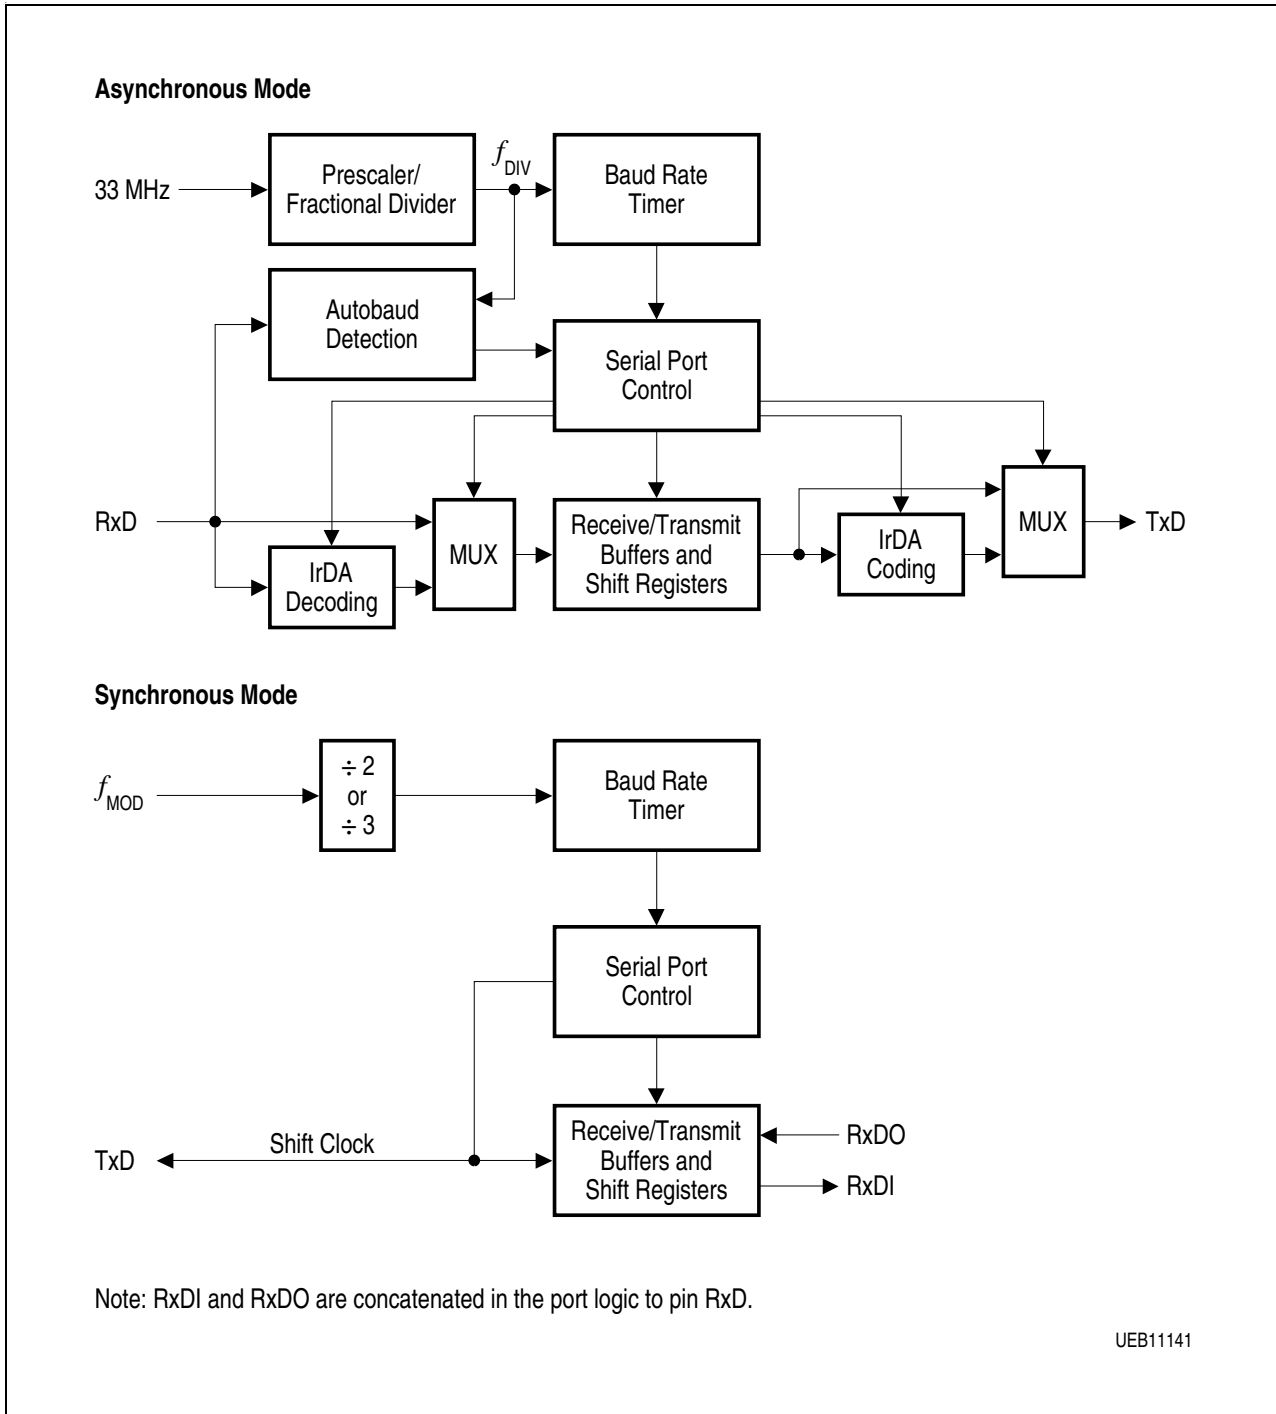 Asynchronous Mode
33 MHz
Prescaler/
Fractional Divider
fDIV
Baud Rate
Timer
Autobaud
Detection
Serial Port
Control
RxD
IrDA
Decoding
MUX
Receive/Transmit
Buffers and
Shift Registers
IrDA
Coding
MUX
TxD
Synchronous Mode
fMOD
÷ 2
or
÷ 3
Baud Rate
Timer
Serial Port
Control
TxD
Shift Clock
Receive/Transmit
Buffers and
Shift Registers
RxDO
RxDI
Note: RxDI and RxDO are concatenated in the port logic to pin RxD.
UEB11141